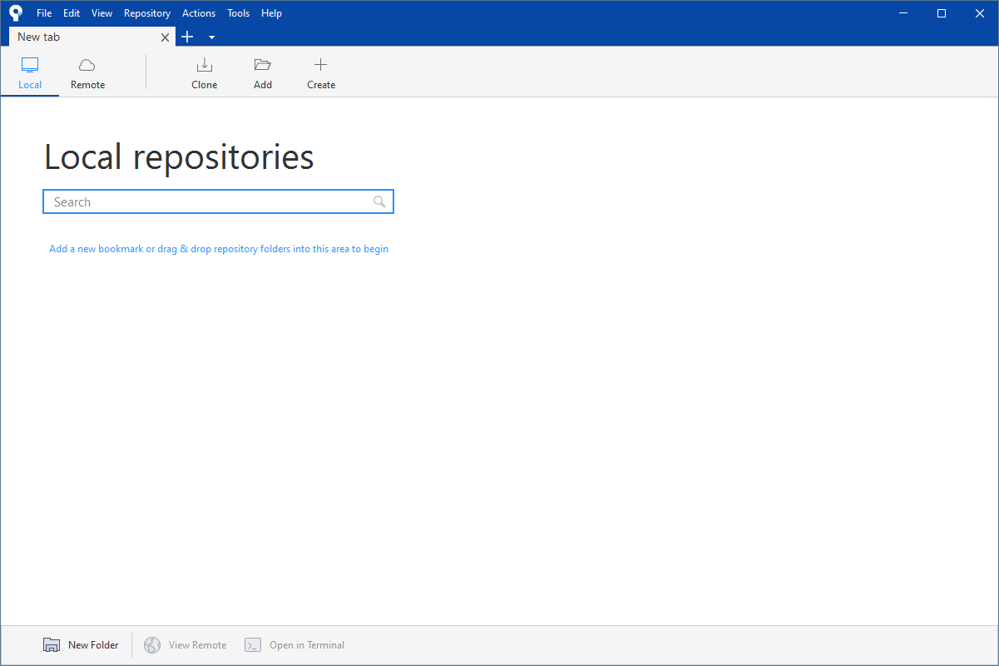 File Edit View Repository Actions Tools Help
New tab
Local Remote Clone Add Create
Local repositories
Search
Add a new bookmark or drag & drop repository folders into this area to begin
New Folder View Remote Open in Terminal